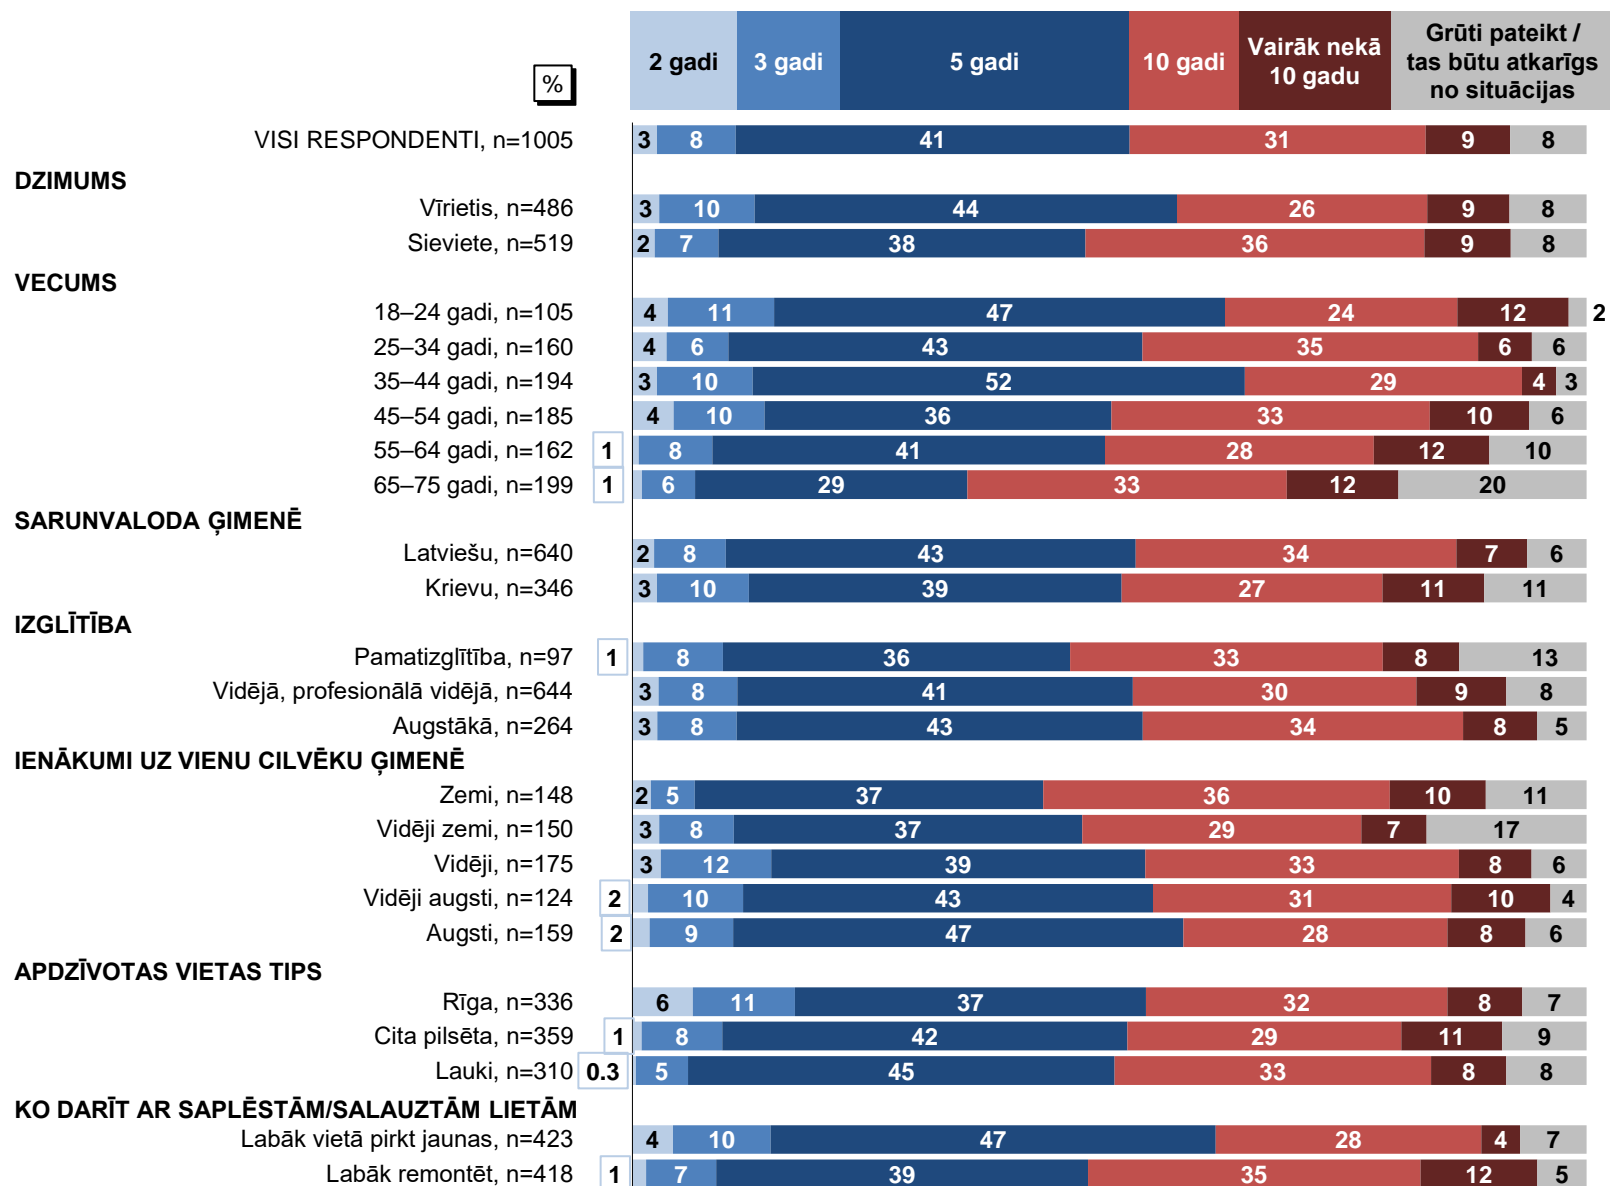 2 gadi 3 gadi 5 gadi 10 gadi Vairāk nekā 10 gadu Grūti pateikt / tas būtu atkarīgs no situācijas
%
VISI RESPONDENTI, n=1005 3 8 41 31 9 8
DZIMUMS
Vīrietis, n=486 3 10 44 26 9 8
Sieviete, n=519 2 7 38 36 9 8
VECUMS
18–24 gadi, n=105 4 11 47 24 12 2
25–34 gadi, n=160 4 6 43 35 6 6
35–44 gadi, n=194 3 10 52 29 4 3
45–54 gadi, n=185 4 10 36 33 10 6
55–64 gadi, n=162 1 8 41 28 12 10
65–75 gadi, n=199 1 6 29 33 12 20
SARUNVALODA ĢIMENĒ
Latviešu, n=640 2 8 43 34 7 6
Krievu, n=346 3 10 39 27 11 11
IZGLĪTĪBA
Pamatizglītība, n=97 1 8 36 33 8 13
Vidējā, profesionālā vidējā, n=644 3 8 41 30 9 8
Augstākā, n=264 3 8 43 34 8 5
IENĀKUMI UZ VIENU CILVĒKU ĢIMENĒ
Zemi, n=148 2 5 37 36 10 11
Vidēji zemi, n=150 3 8 37 29 7 17
Vidēji, n=175 3 12 39 33 8 6
Vidēji augsti, n=124 2 10 43 31 10 4
Augsti, n=159 2 9 47 28 8 6
APDZĪVOTAS VIETAS TIPS
Rīga, n=336 6 11 37 32 8 7
Cita pilsēta, n=359 1 8 42 29 11 9
Lauki, n=310 0.3 5 45 33 8 8
KO DARĪT AR SAPLĒSTĀM/SALAUZTĀM LIETĀM
Labāk vietā pirkt jaunas, n=423 4 10 47 28 4 7
Labāk remontēt, n=418 1 7 39 35 12 5